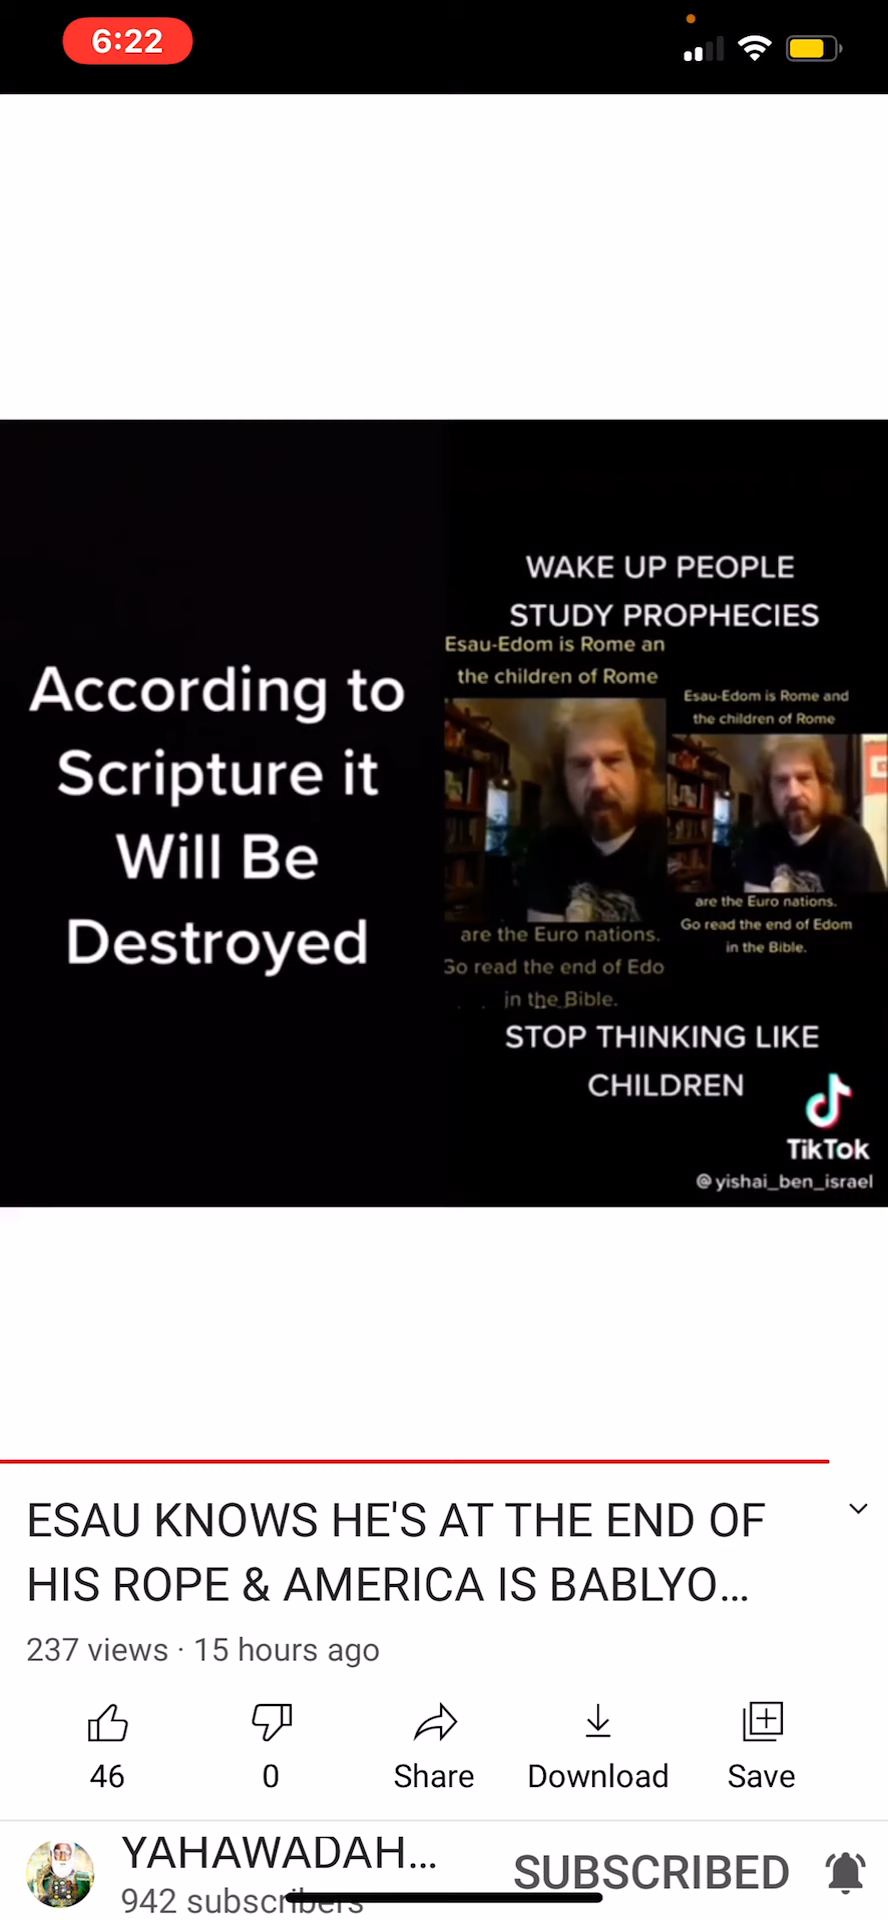 6:22
According to
Scripture it
Will Be
Destroyed
WAKE UP PEOPLE
STUDY PROPHECIES
Esau-Edom is Rome an
the children of Rome
Esau-Edom is Rome and
the children of Rome
are the Euro nations.
Go read the end of Edom
in the Bible.
are the Euro nations.
Go read the end of Edo
in the Bible.
STOP THINKING LIKE
CHILDREN
TikTok
@yishai_ben_israel
ESAU KNOWS HE'S AT THE END OF
HIS ROPE & AMERICA IS BABLYO...
237 views · 15 hours ago
46
0
Share
Download
Save
YAHAWADAH...
SUBSCRIBED
942 subscribers